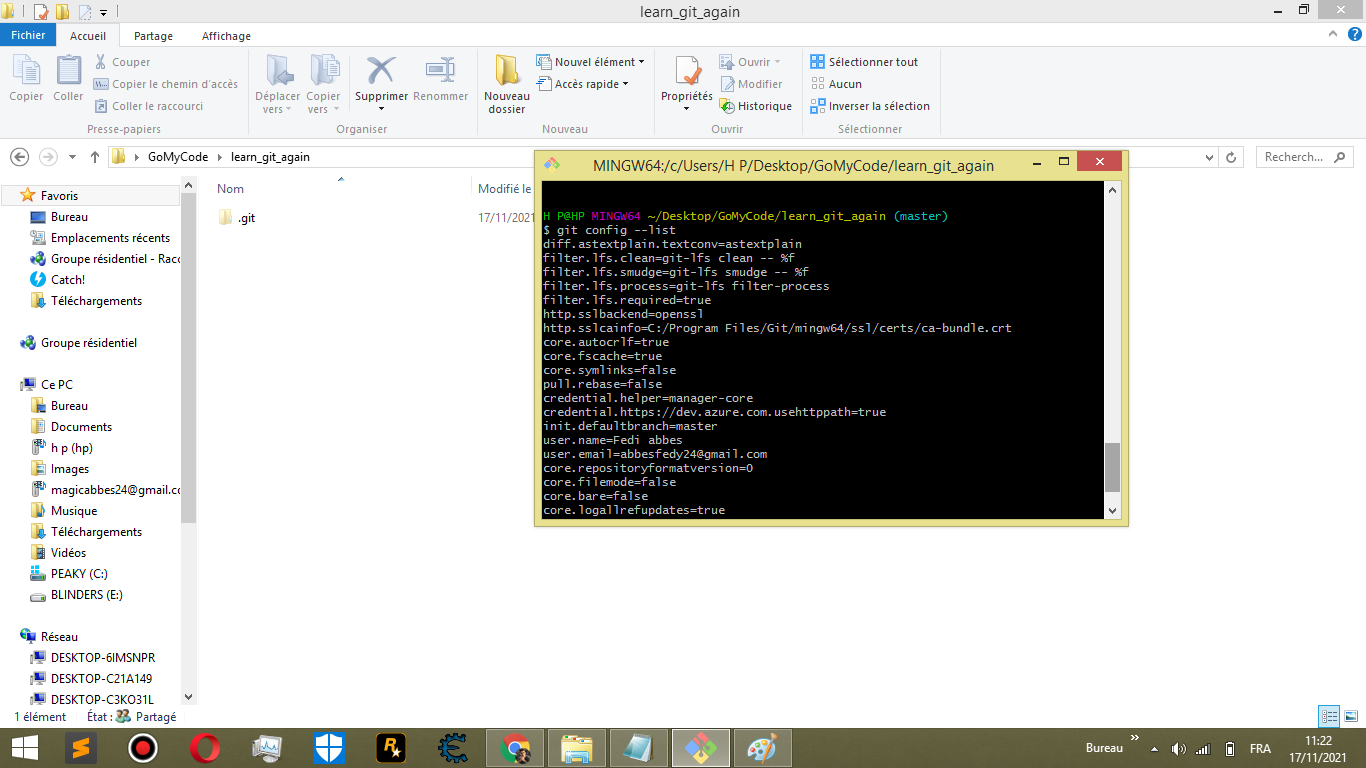 learn_git_again
Fichier Accueil Partage Affichage
Copier
Coller
Couper
Copier le chemin d'accès
Coller le raccourci
Presse-papiers
Déplacer vers
Copier vers
Supprimer
Renommer
Organiser
Nouveau dossier
Nouvel élément
Accès rapide
Nouveau
Propriétés
Ouvrir
Modifier
Historique
Ouvrir
Sélectionner tout
Aucun
Inverser la sélection
Sélectionner
GoMyCode learn_git_again
Recherch...
Favoris
Bureau
Emplacements récents
Groupe résidentiel - Racc
Catch!
Téléchargements
Groupe résidentiel
Ce PC
Bureau
Documents
h p (hp)
Images
magicabbes24@gmail.co
Musique
Téléchargements
Vidéos
PEAKY (C:)
BLINDERS (E:)
Réseau
DESKTOP-6IMSNPR
DESKTOP-C21A149
DESKTOP-C3KO31L
Nom Modifié le
.git 17/11/2021
MINGW64:/c/Users/H P/Desktop/GoMyCode/learn_git_again
H P@HP MINGW64 ~/Desktop/GoMyCode/learn_git_again (master)
$ git config --list
diff.astextplain.textconv=astextplain
filter.lfs.clean=git-lfs clean -- %f
filter.lfs.smudge=git-lfs smudge -- %f
filter.lfs.process=git-lfs filter-process
filter.lfs.required=true
http.sslbackend=openssl
http.sslcainfo=C:/Program Files/Git/mingw64/ssl/certs/ca-bundle.crt
core.autocrlf=true
core.fscache=true
core.symlinks=false
pull.rebase=false
credential.helper=manager-core
credential.https://dev.azure.com.usehttppath=true
init.defaultbranch=master
user.name=Fedi abbes
user.email=abbesfedy24@gmail.com
core.repositoryformatversion=0
core.filemode=false
core.bare=false
core.logallrefupdates=true
1 élément État : Partagé
Bureau
FRA
11:22
17/11/2021